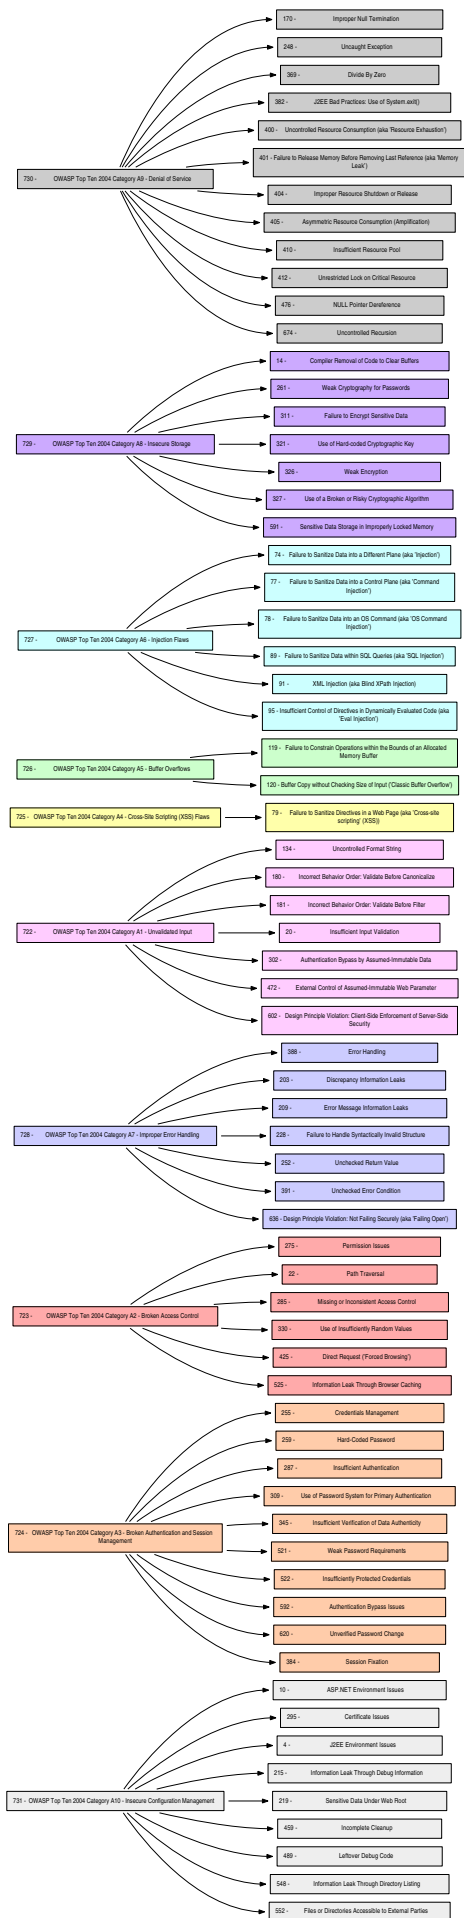 730 - OWASP Top Ten 2004 Category A9 - Denial of Service
170 - Improper Null Termination
248 - Uncaught Exception
369 - Divide By Zero
382 - J2EE Bad Practices: Use of System.exit()
400 - Uncontrolled Resource Consumption (aka 'Resource Exhaustion')
401 - Failure to Release Memory Before Removing Last Reference (aka 'Memory
Leak')
404 - Improper Resource Shutdown or Release
405 - Asymmetric Resource Consumption (Amplification)
410 - Insufficient Resource Pool
412 - Unrestricted Lock on Critical Resource
476 - NULL Pointer Dereference
674 - Uncontrolled Recursion
729 - OWASP Top Ten 2004 Category A8 - Insecure Storage
14 - Compiler Removal of Code to Clear Buffers
261 - Weak Cryptography for Passwords
311 - Failure to Encrypt Sensitive Data
321 - Use of Hard-coded Cryptographic Key
326 - Weak Encryption
327 - Use of a Broken or Risky Cryptographic Algorithm
591 - Sensitive Data Storage in Improperly Locked Memory
727 - OWASP Top Ten 2004 Category A6 - Injection Flaws
74 - Failure to Sanitize Data into a Different Plane (aka 'Injection')
77 - Failure to Sanitize Data into a Control Plane (aka 'Command
Injection')
78 - Failure to Sanitize Data into an OS Command (aka 'OS Command
Injection')
89 - Failure to Sanitize Data within SQL Queries (aka 'SQL Injection')
91 - XML Injection (aka Blind XPath Injection)
95 - Insufficient Control of Directives in Dynamically Evaluated Code (aka
'Eval Injection')
726 - OWASP Top Ten 2004 Category A5 - Buffer Overflows
119 - Failure to Constrain Operations within the Bounds of an Allocated
Memory Buffer
120 - Buffer Copy without Checking Size of Input ('Classic Buffer Overflow')
725 - OWASP Top Ten 2004 Category A4 - Cross-Site Scripting (XSS) Flaws
79 - Failure to Sanitize Directives in a Web Page (aka 'Cross-site
scripting' (XSS))
722 - OWASP Top Ten 2004 Category A1 - Unvalidated Input
134 - Uncontrolled Format String
180 - Incorrect Behavior Order: Validate Before Canonicalize
181 - Incorrect Behavior Order: Validate Before Filter
20 - Insufficient Input Validation
302 - Authentication Bypass by Assumed-Immutable Data
472 - External Control of Assumed-Immutable Web Parameter
602 - Design Principle Violation: Client-Side Enforcement of Server-Side
Security
728 - OWASP Top Ten 2004 Category A7 - Improper Error Handling
388 - Error Handling
203 - Discrepancy Information Leaks
209 - Error Message Information Leaks
228 - Failure to Handle Syntactically Invalid Structure
252 - Unchecked Return Value
391 - Unchecked Error Condition
636 - Design Principle Violation: Not Failing Securely (aka 'Failing Open')
723 - OWASP Top Ten 2004 Category A2 - Broken Access Control
275 - Permission Issues
22 - Path Traversal
285 - Missing or Inconsistent Access Control
330 - Use of Insufficiently Random Values
425 - Direct Request ('Forced Browsing')
525 - Information Leak Through Browser Caching
724 - OWASP Top Ten 2004 Category A3 - Broken Authentication and Session
Management
255 - Credentials Management
259 - Hard-Coded Password
287 - Insufficient Authentication
309 - Use of Password System for Primary Authentication
345 - Insufficient Verification of Data Authenticity
521 - Weak Password Requirements
522 - Insufficiently Protected Credentials
592 - Authentication Bypass Issues
620 - Unverified Password Change
384 - Session Fixation
731 - OWASP Top Ten 2004 Category A10 - Insecure Configuration Management
10 - ASP.NET Environment Issues
295 - Certificate Issues
4 - J2EE Environment Issues
215 - Information Leak Through Debug Information
219 - Sensitive Data Under Web Root
459 - Incomplete Cleanup
489 - Leftover Debug Code
548 - Information Leak Through Directory Listing
552 - Files or Directories Accessible to External Parties